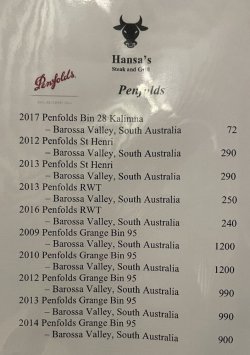 Hansa's
Steak and Grill
Penfolds
Penfolds
2017 Penfolds Bin 28 Kalimna
– Barossa Valley, South Australia 72
2012 Penfolds St Henri
– Barossa Valley, South Australia 290
2013 Penfolds St Henri
– Barossa Valley, South Australia 290
2013 Penfolds RWT
– Barossa Valley, South Australia 250
2016 Penfolds RWT
– Barossa Valley, South Australia 240
2009 Penfolds Grange Bin 95
– Barossa Valley, South Australia 1200
2010 Penfolds Grange Bin 95
– Barossa Valley, South Australia 1200
2012 Penfolds Grange Bin 95
– Barossa Valley, South Australia 990
2013 Penfolds Grange Bin 95
– Barossa Valley, South Australia 990
2014 Penfolds Grange Bin 95
– Barossa Valley, South Australia 900